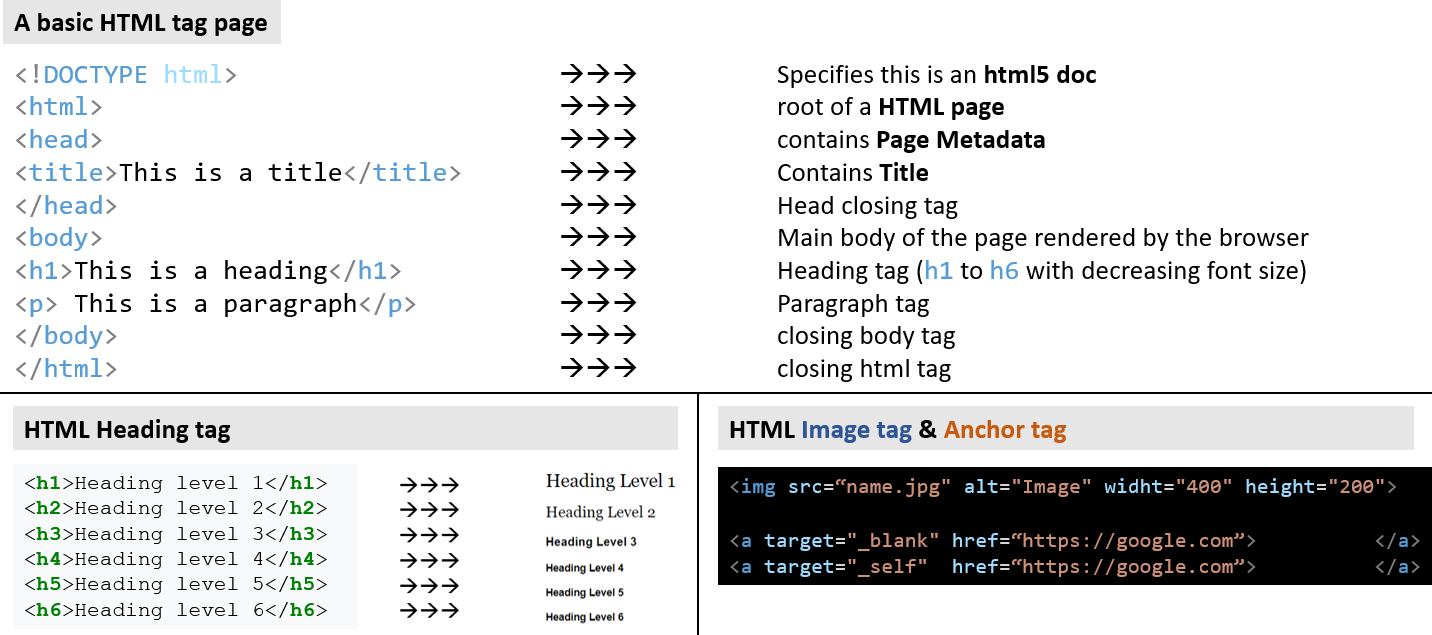 A basic HTML tag page
<!DOCTYPE html> →→→ Specifies this is an html5 doc
<html> →→→ root of a HTML page
<head> →→→ contains Page Metadata
<title>This is a title</title> →→→ Contains Title
</head> →→→ Head closing tag
<body> →→→ Main body of the page rendered by the browser
<h1>This is a heading</h1> →→→ Heading tag (h1 to h6 with decreasing font size)
<p> This is a paragraph</p> →→→ Paragraph tag
</body> →→→ closing body tag
</html> →→→ closing html tag
HTML Heading tag
<h1>Heading level 1</h1> →→→ Heading Level 1
<h2>Heading level 2</h2> →→→ Heading Level 2
<h3>Heading level 3</h3> →→→ Heading Level 3
<h4>Heading level 4</h4> →→→ Heading Level 4
<h5>Heading level 5</h5> →→→ Heading Level 5
<h6>Heading level 6</h6> →→→ Heading Level 6
HTML Image tag & Anchor tag
<img src=“name.jpg" alt="Image" widht="400" height="200">
<a target="_blank" href=“https://google.com”> </a>
<a target="_self" href=“https://google.com”> </a>